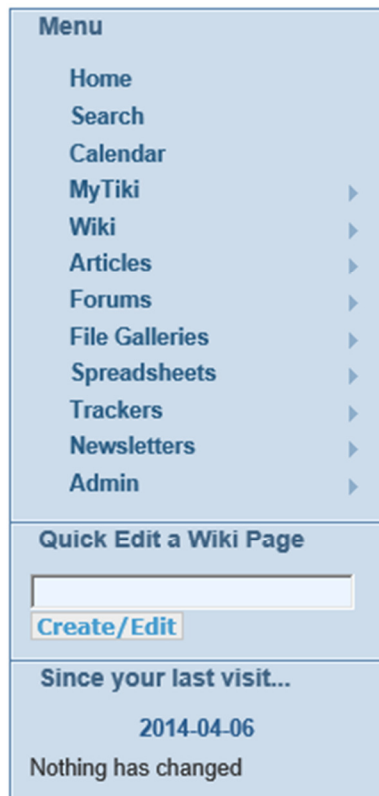 Menu
Home
Search
Calendar
MyTiki
Wiki
Articles
Forums
File Galleries
Spreadsheets
Trackers
Newsletters
Admin
Quick Edit a Wiki Page
Create/Edit
Since your last visit...
2014-04-06
Nothing has changed